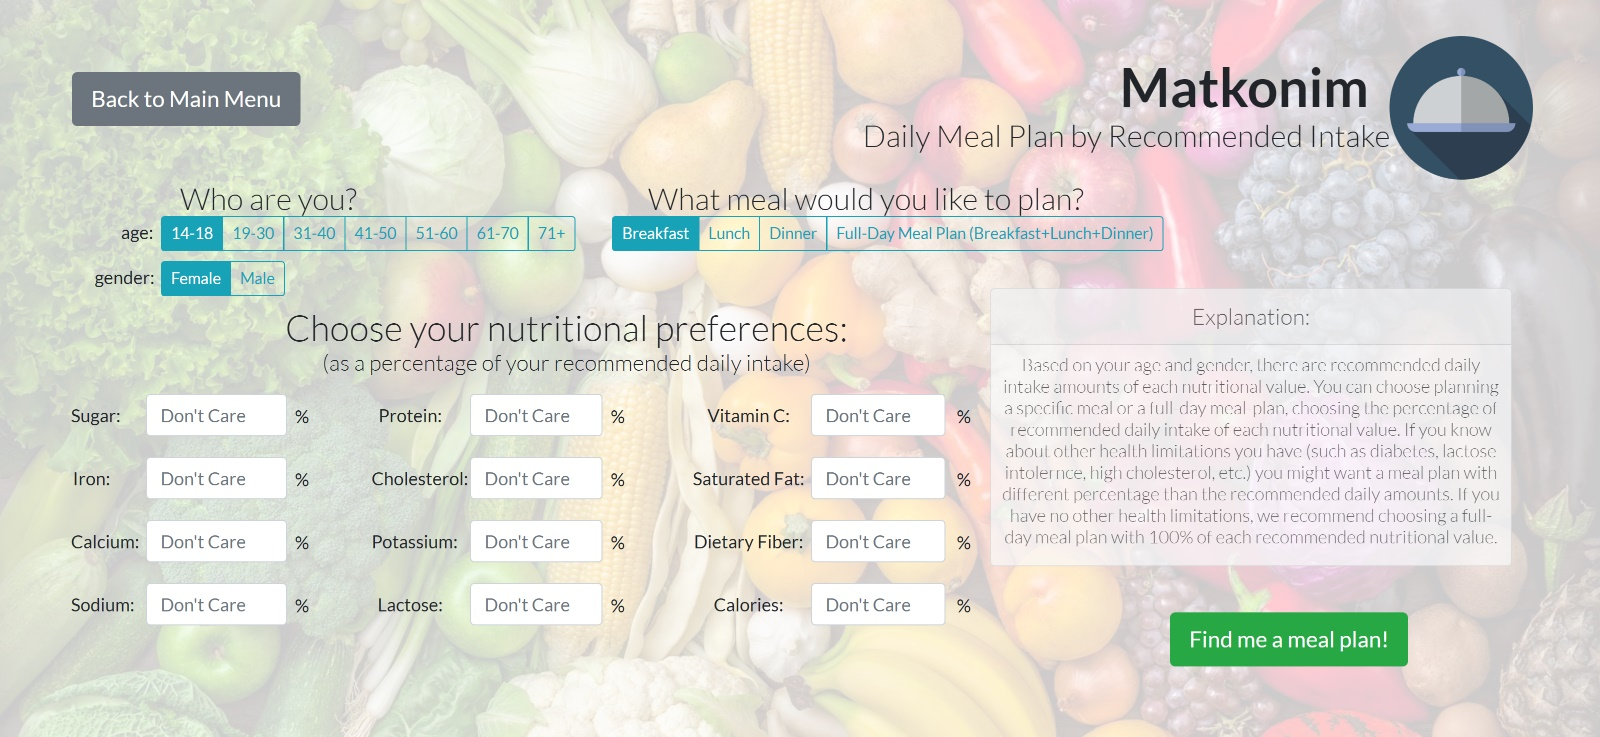 Back to Main Menu
Matkonim
Daily Meal Plan by Recommended Intake
Who are you?
age: 14-18 19-30 31-40 41-50 51-60 61-70 71+
gender: Female Male
What meal would you like to plan?
Breakfast Lunch Dinner Full-Day Meal Plan (Breakfast+Lunch+Dinner)
Choose your nutritional preferences:
(as a percentage of your recommended daily intake)
Sugar: Don't Care % Protein: Don't Care % Vitamin C: Don't Care %
Iron: Don't Care % Cholesterol: Don't Care % Saturated Fat: Don't Care %
Calcium: Don't Care % Potassium: Don't Care % Dietary Fiber: Don't Care %
Sodium: Don't Care % Lactose: Don't Care % Calories: Don't Care %
Explanation:
Based on your age and gender, there are recommended daily
intake amounts of each nutritional value. You can choose planning
a specific meal or a full-day meal-plan, choosing the percentage of
recommended daily intake of each nutritional value. If you know
about other health limitations you have (such as diabetes, lactose
intolernce, high cholesterol, etc.) you might want a meal plan with
different percentage than the recommended daily amounts. If you
have no other health limitations, we recommend choosing a full-
day meal plan with 100% of each recommended nutritional value.
Find me a meal plan!